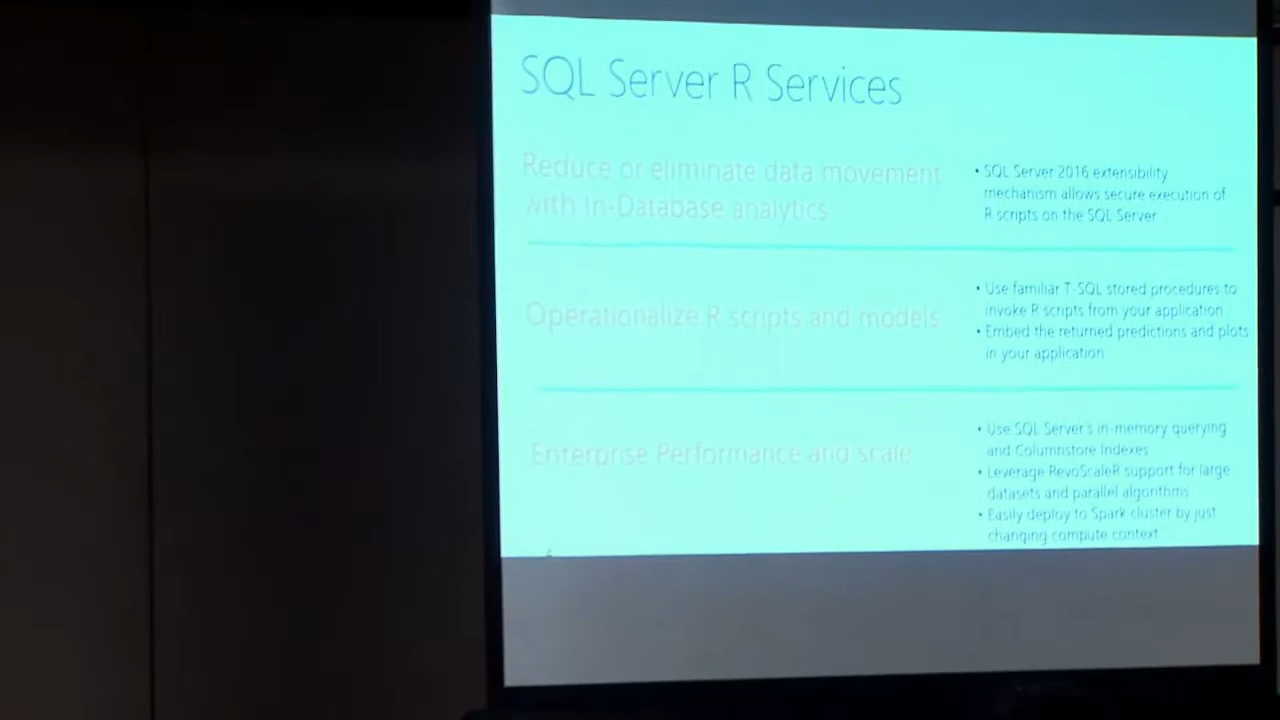 SQL Server R Services
Reduce or eliminate data movement
with In-Database analytics
• SQL Server 2016 extensibility
mechanism allows secure execution of
R scripts on the SQL Server
Operationalize R scripts and models
• Use familiar T-SQL stored procedures to
invoke R scripts from your application
• Embed the returned predictions and plots
in your application
Enterprise Performance and scale
• Use SQL Server's in-memory querying
and Columnstore Indexes
• Leverage RevoScaleR support for large
datasets and parallel algorithms
• Easily deploy to Spark cluster by just
changing compute context